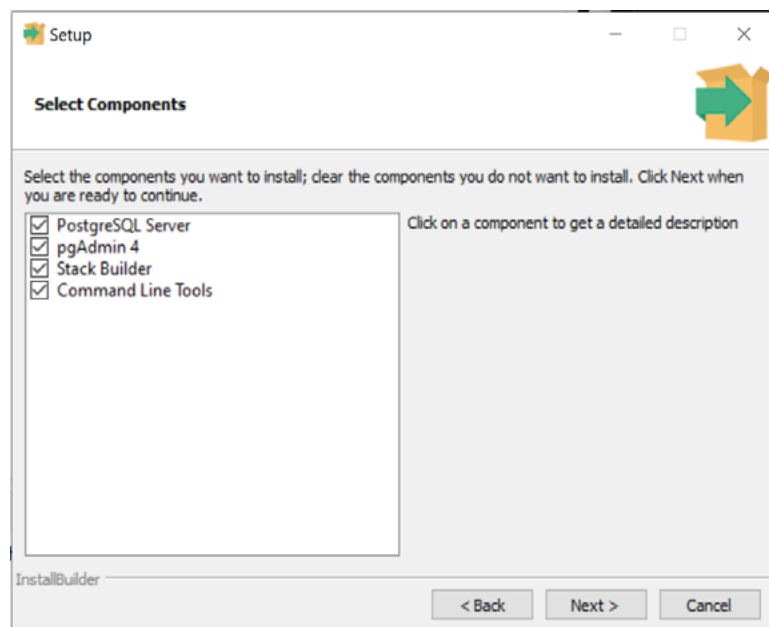 Setup
Select Components
Select the components you want to install; clear the components you do not want to install. Click Next when
you are ready to continue.
PostgreSQL Server
pgAdmin 4
Stack Builder
Command Line Tools
Click on a component to get a detailed description
InstallBuilder
< Back
Next >
Cancel